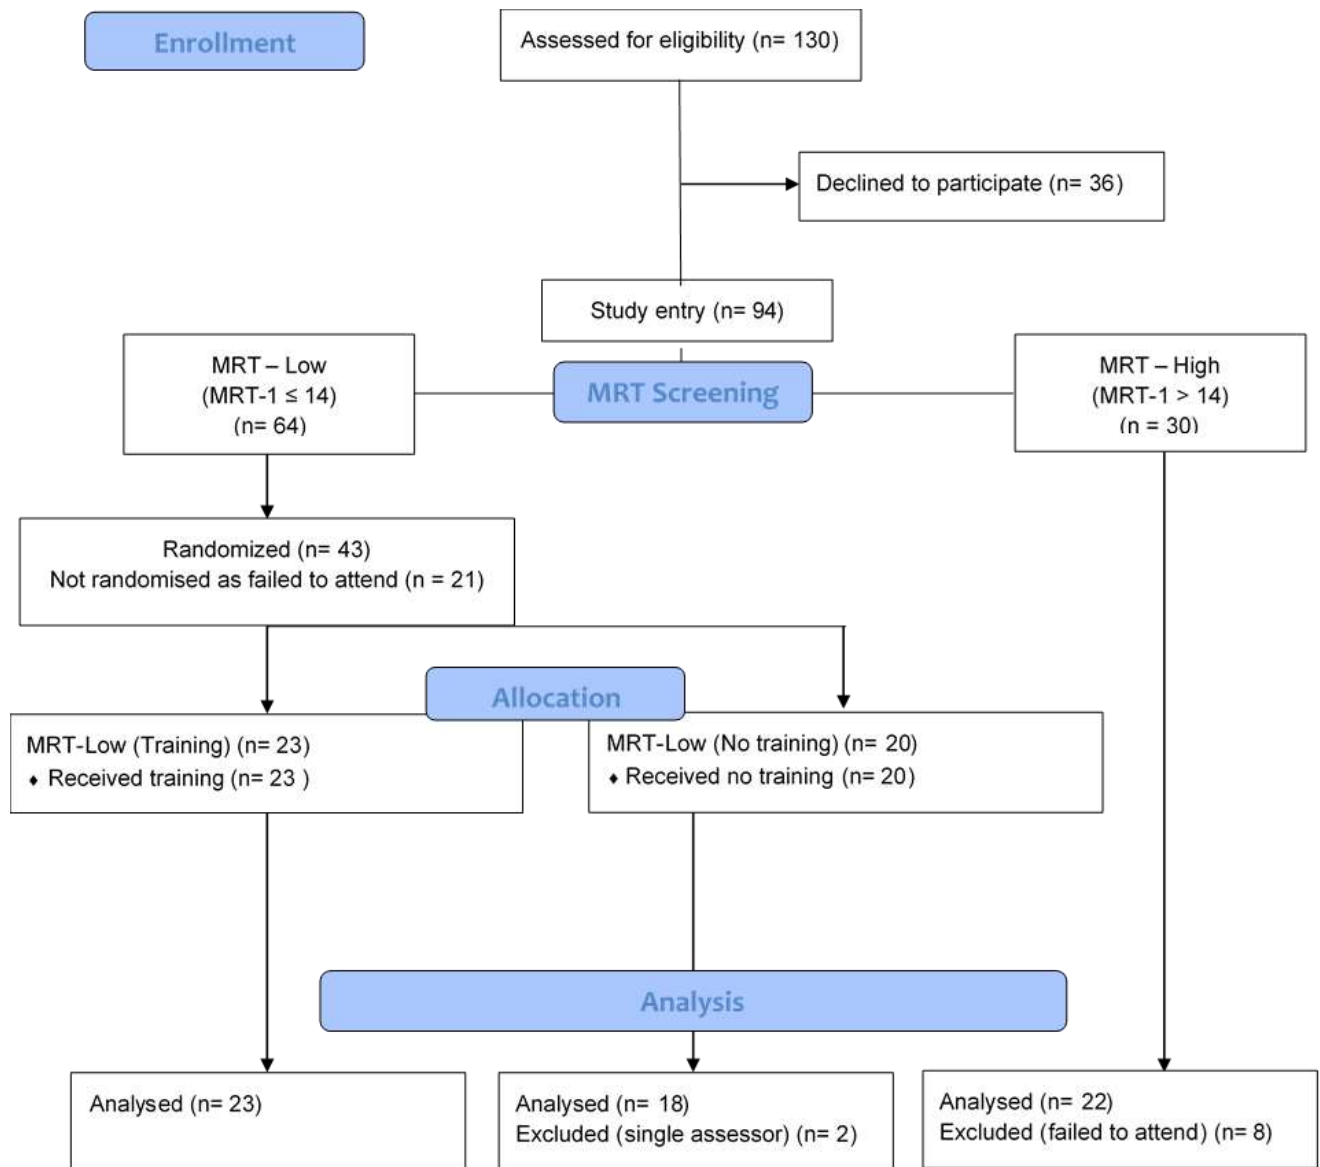 Enrollment
Assessed for eligibility (n= 130)
Declined to participate (n= 36)
Study entry (n= 94)
MRT – Low
(MRT-1 ≤ 14)
(n= 64)
MRT Screening
MRT – High
(MRT-1 > 14)
(n = 30)
Randomized (n= 43)
Not randomised as failed to attend (n = 21)
Allocation
MRT-Low (Training) (n= 23)
♦ Received training (n= 23 )
MRT-Low (No training) (n= 20)
♦ Received no training (n= 20)
Analysis
Analysed (n= 23)
Analysed (n= 18)
Excluded (single assessor) (n= 2)
Analysed (n= 22)
Excluded (failed to attend) (n= 8)